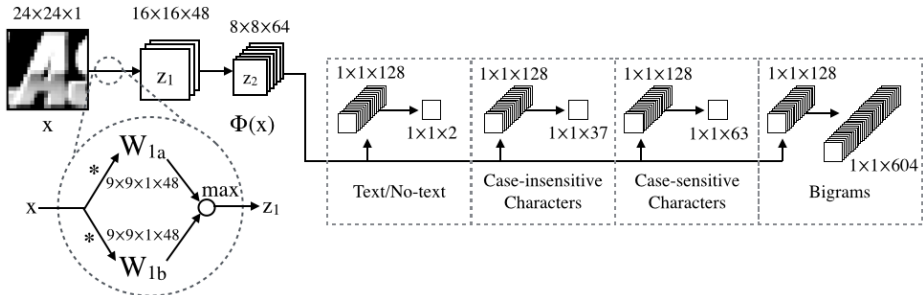 24×24×1
16×16×48
8×8×64
z1
z2
x
Φ(x)
1×1×128
1×1×128
1×1×128
1×1×128
1×1×2
1×1×37
1×1×63
1×1×604
Text/No-text
Case-insensitive
Characters
Case-sensitive
Characters
Bigrams
W1a
*
9×9×1×48
max
x
z1
*
9×9×1×48
W1b